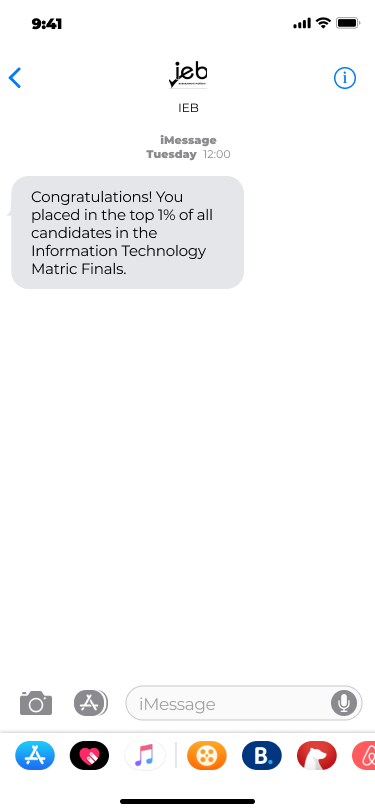 9:41
ieb
IEB
iMessage
Tuesday 12:00
Congratulations! You
placed in the top 1% of all
candidates in the
Information Technology
Matric Finals.
iMessage
B.